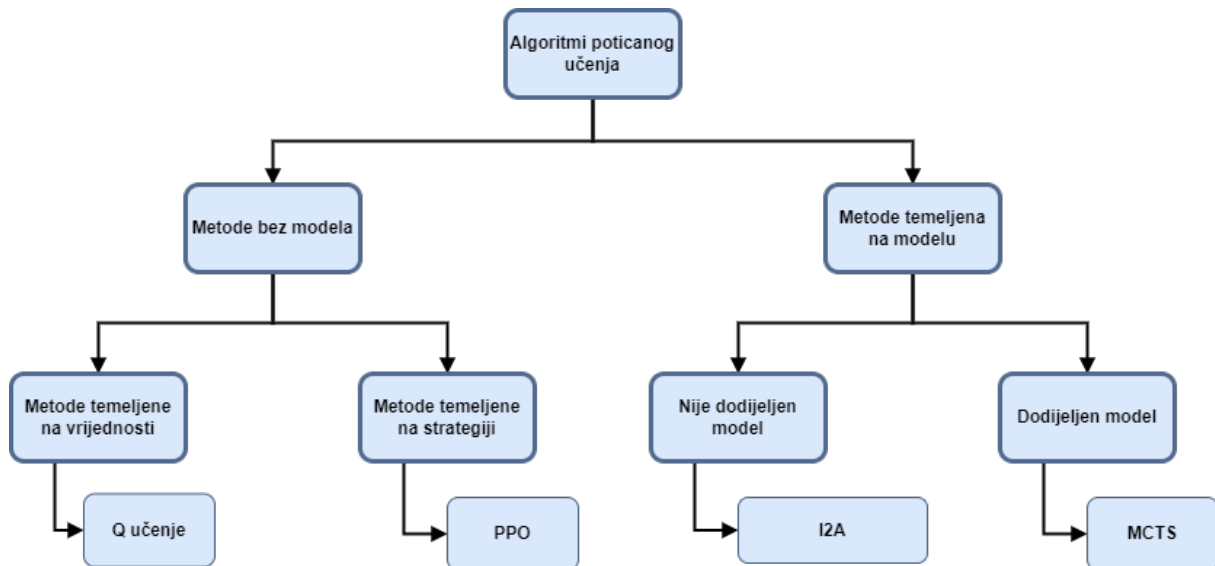 Algoritmi poticanog
učenja
Metode bez modela
Metode temeljena
na modelu
Metode temeljene
na vrijednosti
Metode temeljene
na strategiji
Nije dodijeljen
model
Dodijeljen model
Q učenje
PPO
I2A
MCTS